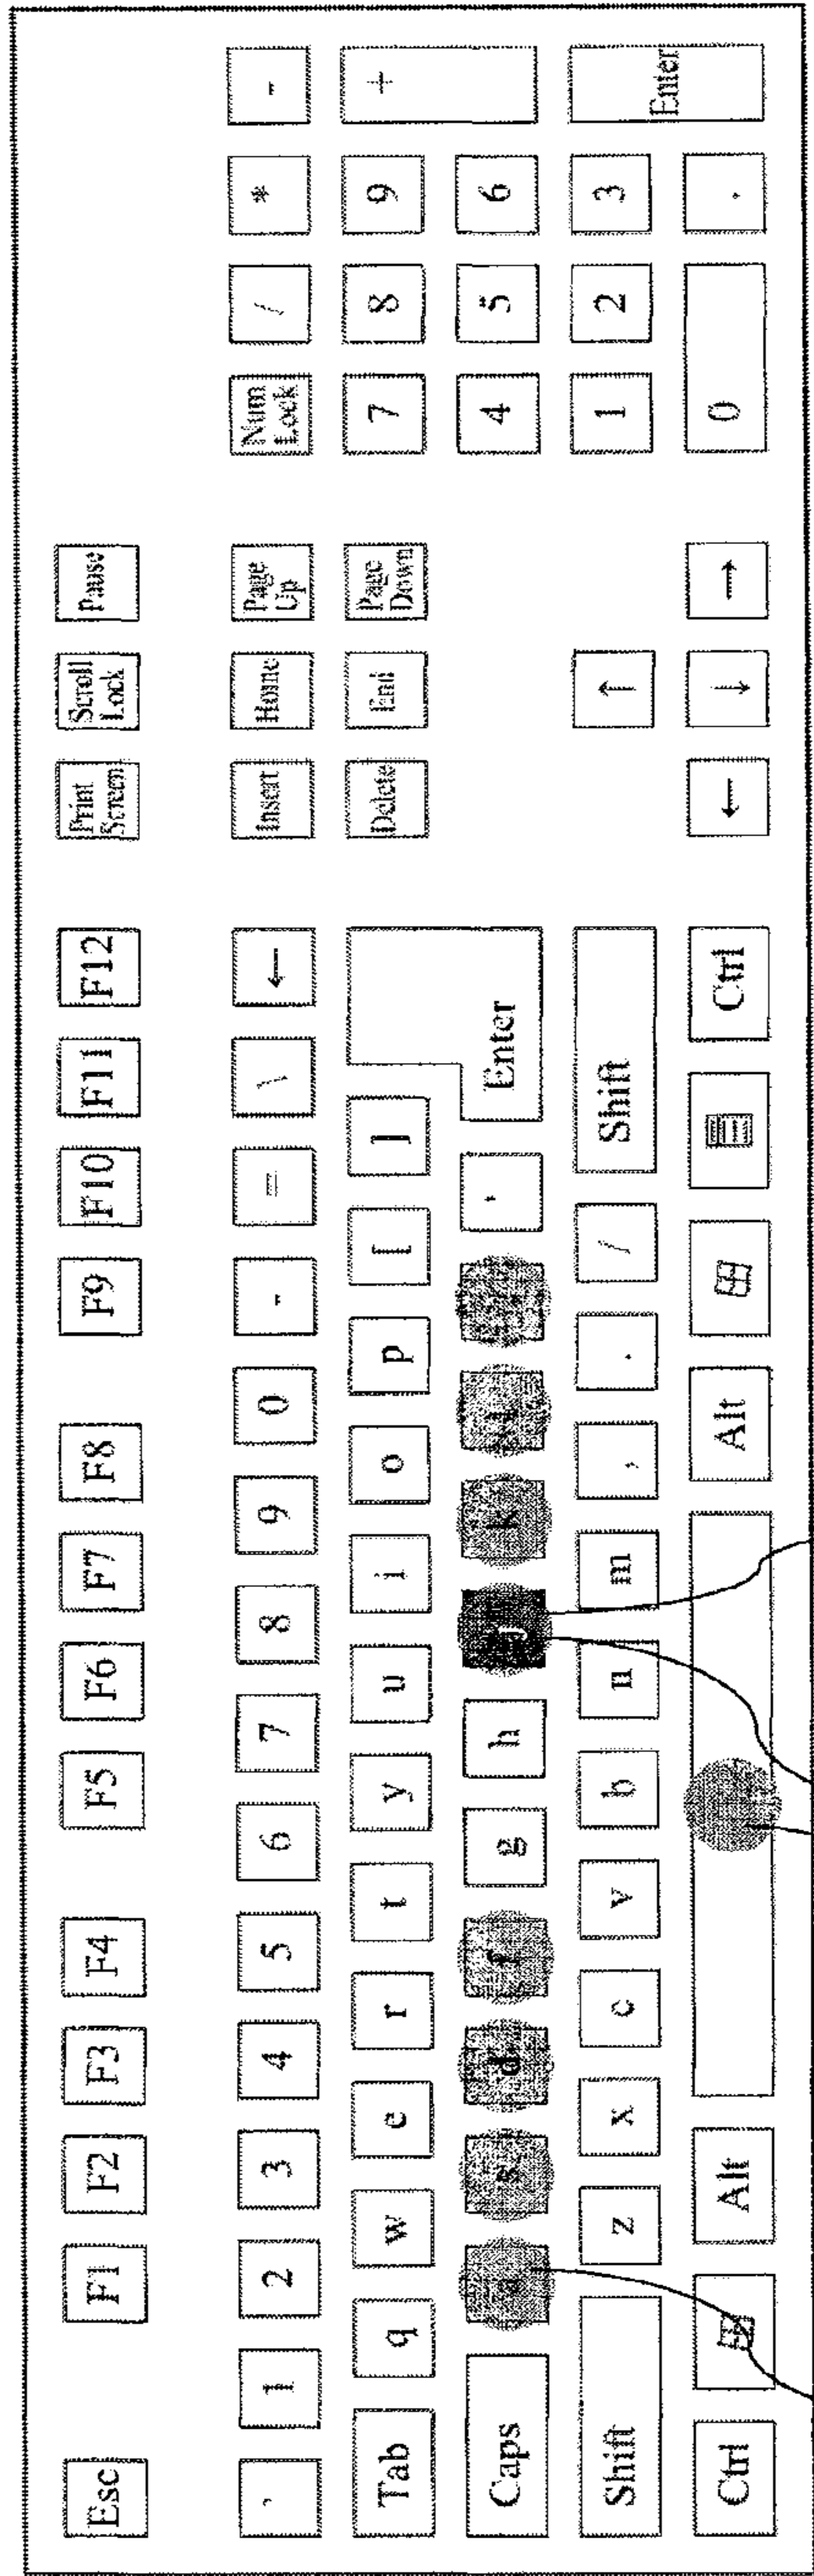 Esc F1 F2 F3 F4 F5 F6 F7 F8 F9 F10 F11 F12 Print Screen Scroll Lock Pause
1 2 3 4 5 6 7 8 9 0 - = \ ← Insert Home Page Up Num Lock / * -
Tab q w e r t y u i o p [ ] Delete End Page Down 7 8 9 +
Caps a s d f g h j k ' Enter 4 5 6
Shift z x c v b n m , . / Shift ↑ 1 2 3 Enter
Ctrl Alt Alt Ctrl ← ↓ → 0 .